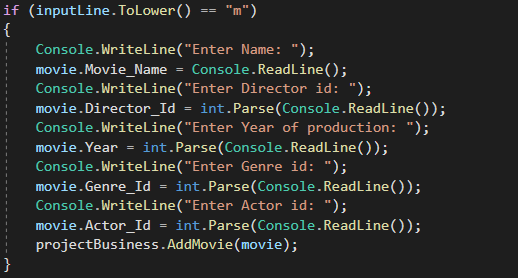 if (inputLine.ToLower() == "m")
{
    Console.WriteLine("Enter Name: ");
    movie.Movie_Name = Console.ReadLine();
    Console.WriteLine("Enter Director id: ");
    movie.Director_Id = int.Parse(Console.ReadLine());
    Console.WriteLine("Enter Year of production: ");
    movie.Year = int.Parse(Console.ReadLine());
    Console.WriteLine("Enter Genre id: ");
    movie.Genre_Id = int.Parse(Console.ReadLine());
    Console.WriteLine("Enter Actor id: ");
    movie.Actor_Id = int.Parse(Console.ReadLine());
    projectBusiness.AddMovie(movie);
}